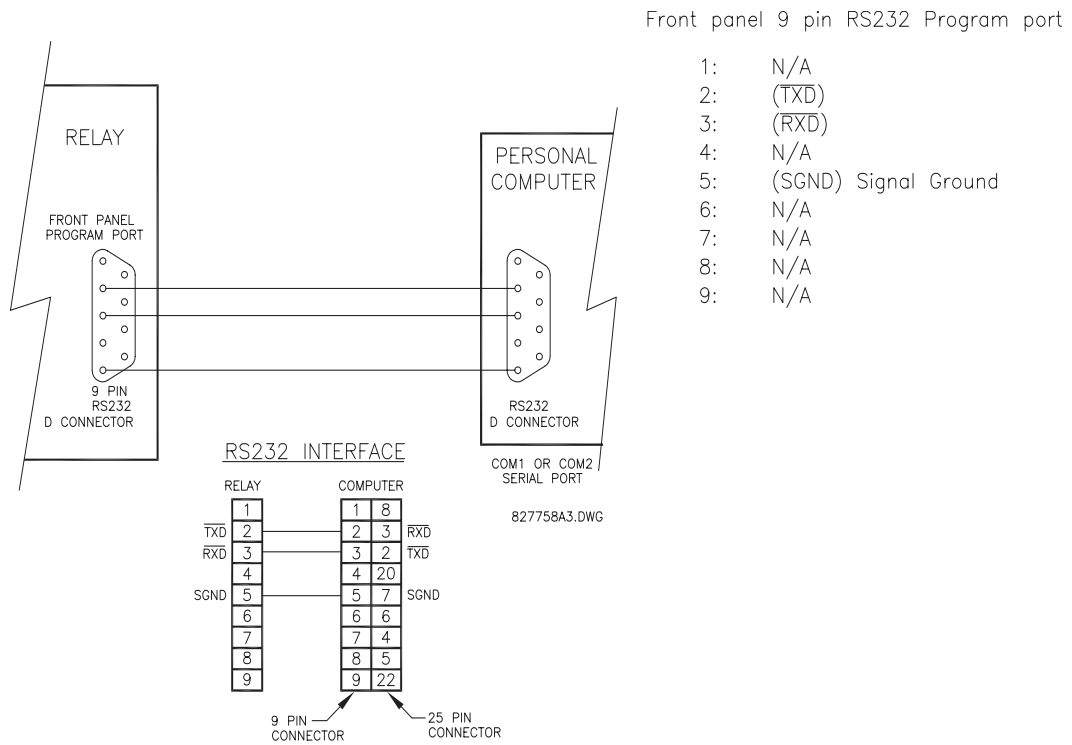 Front panel 9 pin RS232 Program port
1: N/A
2: (TXD)
3: (RXD)
4: N/A
5: (SGND) Signal Ground
6: N/A
7: N/A
8: N/A
9: N/A
RELAY
FRONT PANEL
PROGRAM PORT
9 PIN
RS232
D CONNECTOR
PERSONAL
COMPUTER
RS232
D CONNECTOR
COM1 OR COM2
SERIAL PORT
827758A3.DWG
RS232 INTERFACE
RELAY COMPUTER
1 1 8
TXD 2 2 3 RXD
RXD 3 3 2 TXD
4 4 20
SGND 5 5 7 SGND
6 6 6
7 7 4
8 8 5
9 9 22
9 PIN
CONNECTOR
25 PIN
CONNECTOR